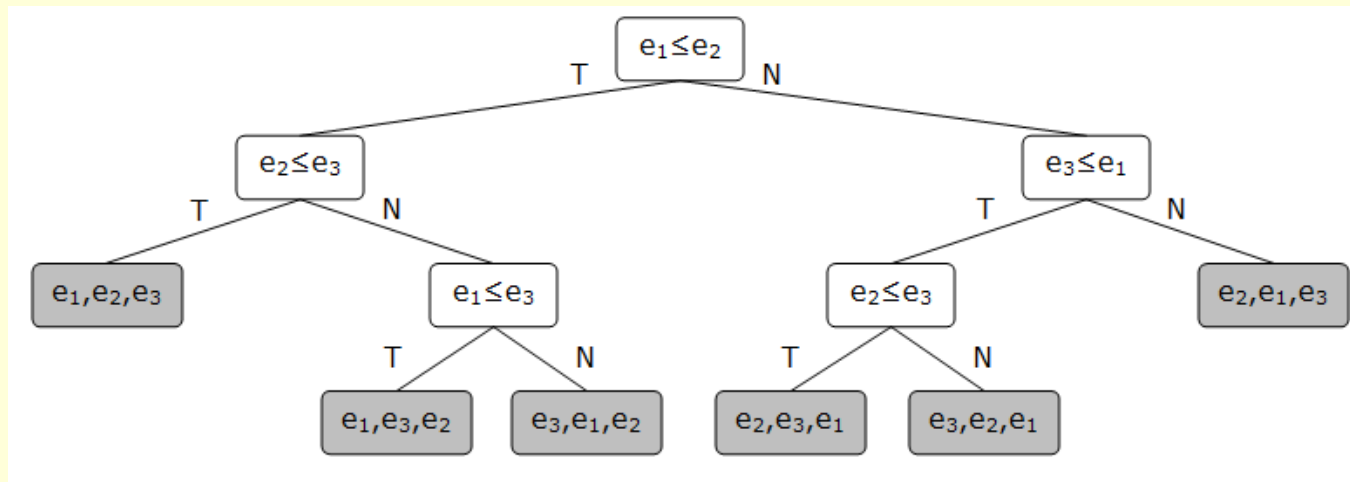 e₁≤e₂
T N
e₂≤e₃ e₃≤e₁
T N T N
e₁,e₂,e₃ e₁≤e₃ e₂≤e₃ e₂,e₁,e₃
T N T N
e₁,e₃,e₂ e₃,e₁,e₂ e₂,e₃,e₁ e₃,e₂,e₁